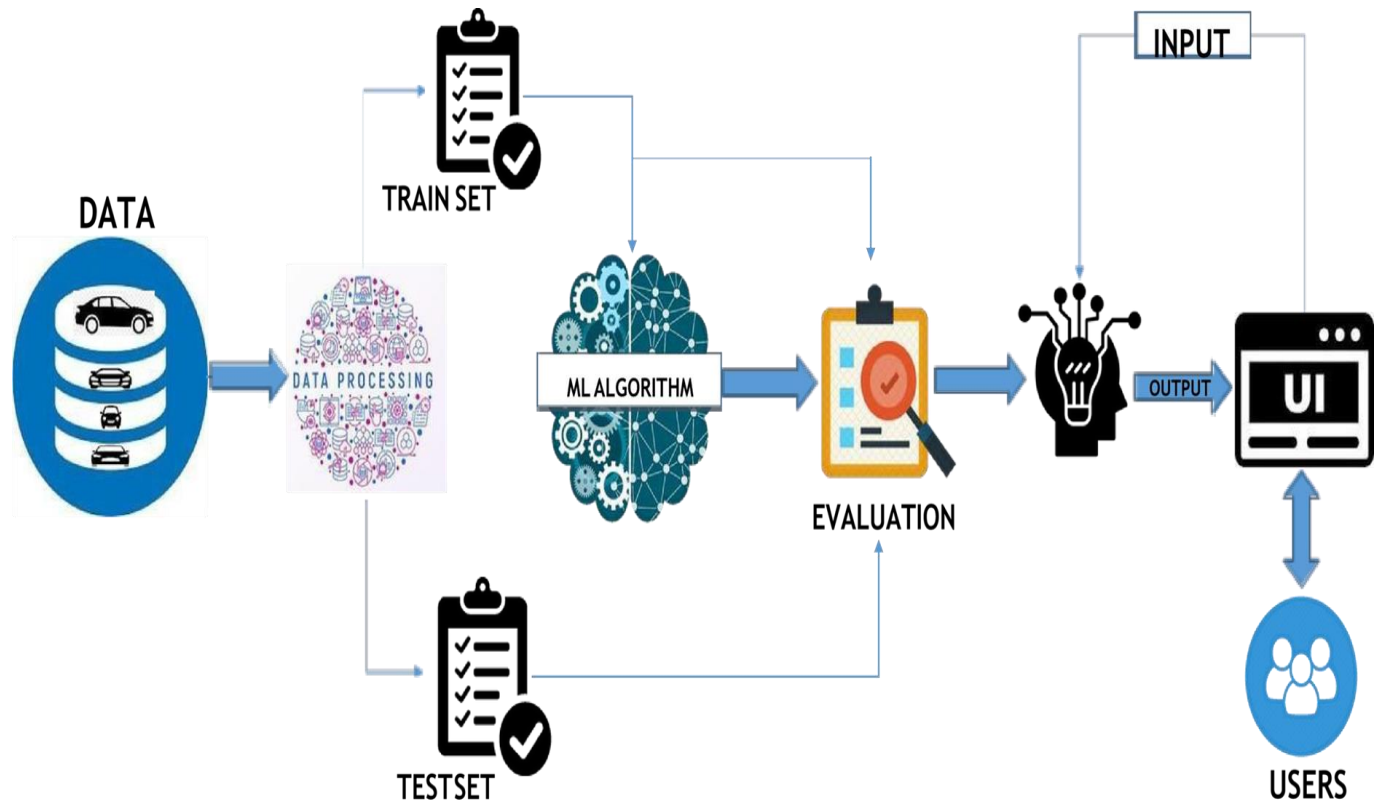 INPUT
TRAIN SET
DATA
DATA PROCESSING
ML ALGORITHM
OUTPUT
UI
EVALUATION
TESTSET
USERS